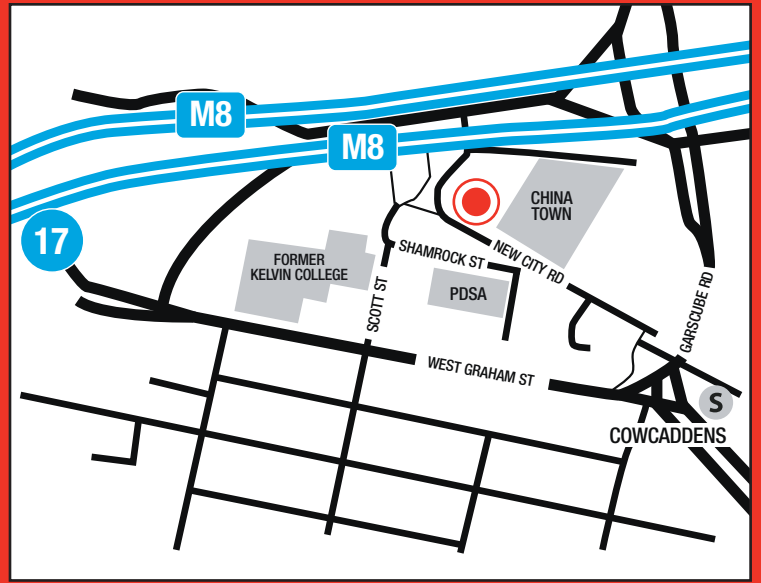 M8
M8
17
CHINA
TOWN
FORMER
KELVIN COLLEGE
SHAMROCK ST
NEW CITY RD
PDSA
SCOTT ST
GARSCUBE RD
WEST GRAHAM ST
S
COWCADDENS